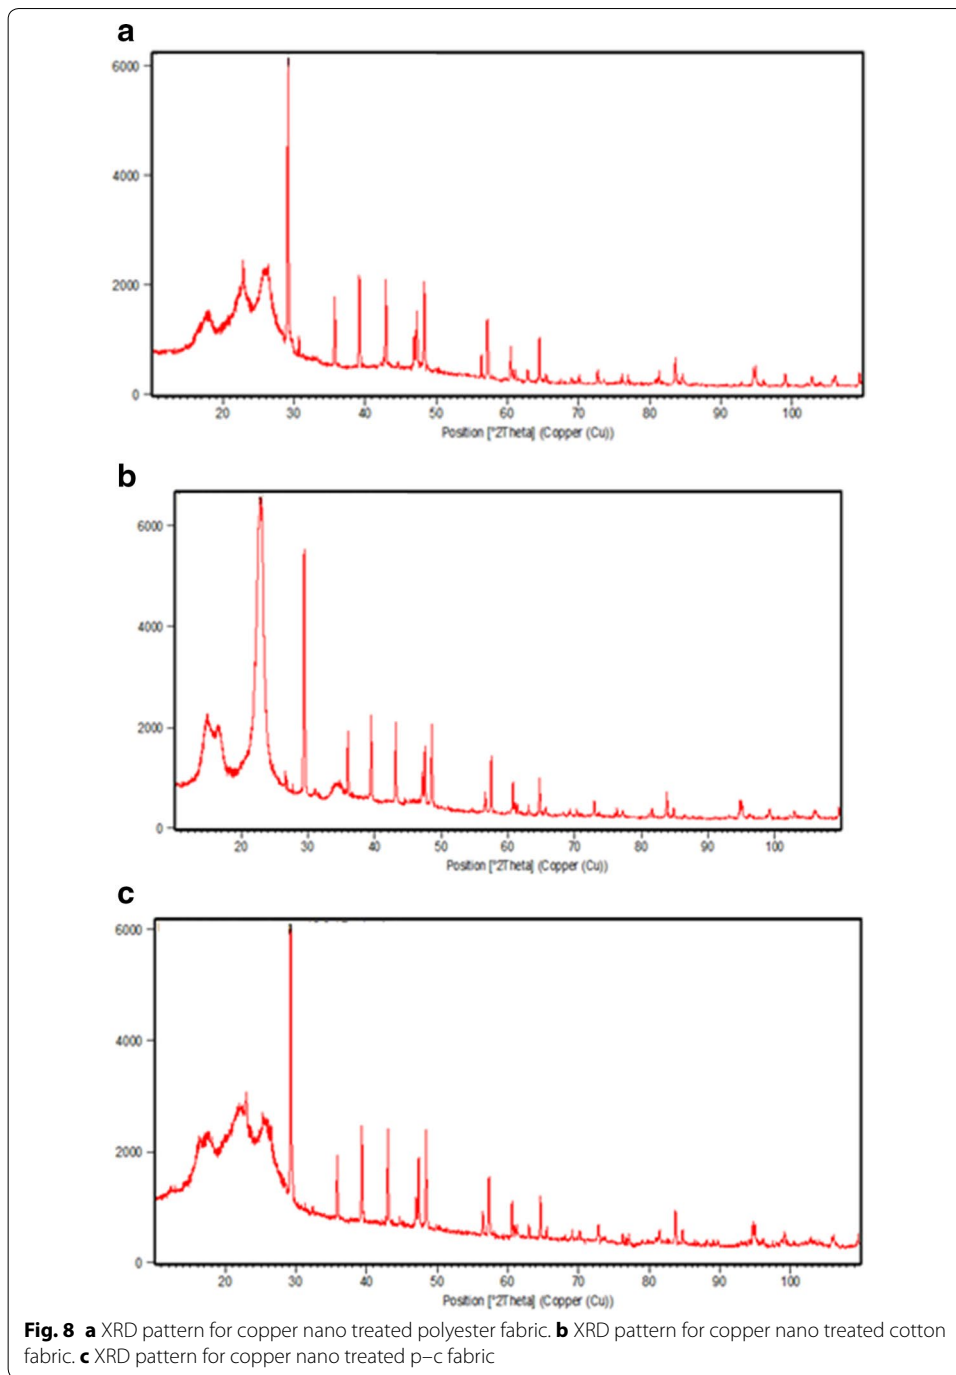 a
6000
4000
2000
0
20 30 40 50 60 70 80 90 100
Position [°2Theta] (Copper (Cu))
b
6000
4000
2000
0
20 30 40 50 60 70 80 90 100
Position [°2Theta] (Copper (Cu))
c
6000
4000
2000
0
20 30 40 50 60 70 80 90 100
Position [°2Theta] (Copper (Cu))
Fig. 8 a XRD pattern for copper nano treated polyester fabric. b XRD pattern for copper nano treated cotton
fabric. c XRD pattern for copper nano treated p–c fabric